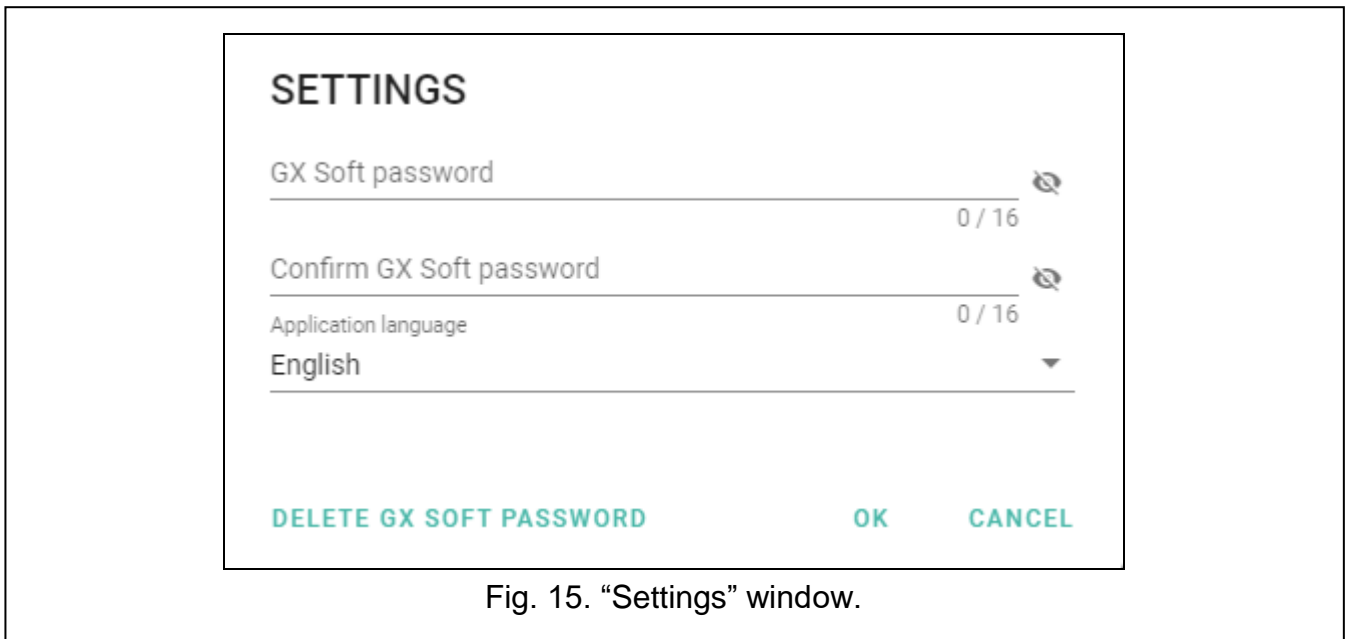 SETTINGS
GX Soft password
0 / 16
Confirm GX Soft password
0 / 16
Application language
English
DELETE GX SOFT PASSWORD OK CANCEL
Fig. 15. “Settings” window.